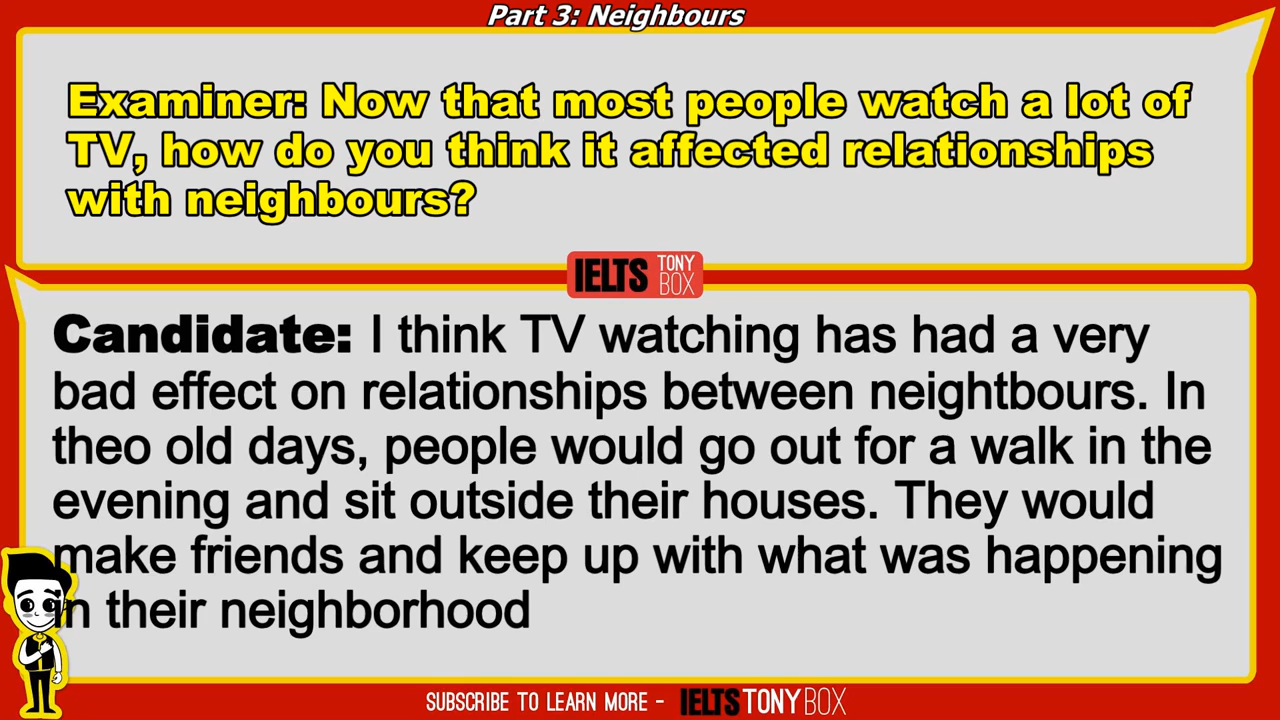 Part 3: Neighbours
Examiner: Now that most people watch a lot of
TV, how do you think it affected relationships
with neighbours?
IELTS TONY
BOX
Candidate: I think TV watching has had a very
bad effect on relationships between neightbours. In
theo old days, people would go out for a walk in the
evening and sit outside their houses. They would
make friends and keep up with what was happening
in their neighborhood
SUBSCRIBE TO LEARN MORE - IELTS TONY BOX